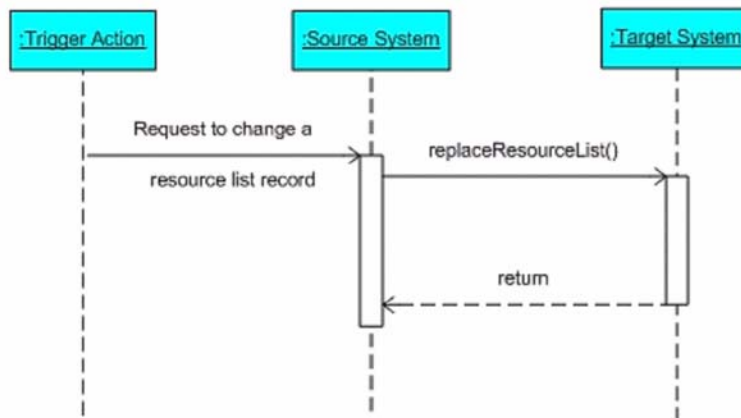 :Trigger Action
:Source System
:Target System
Request to change a
resource list record
replaceResourceList()
return